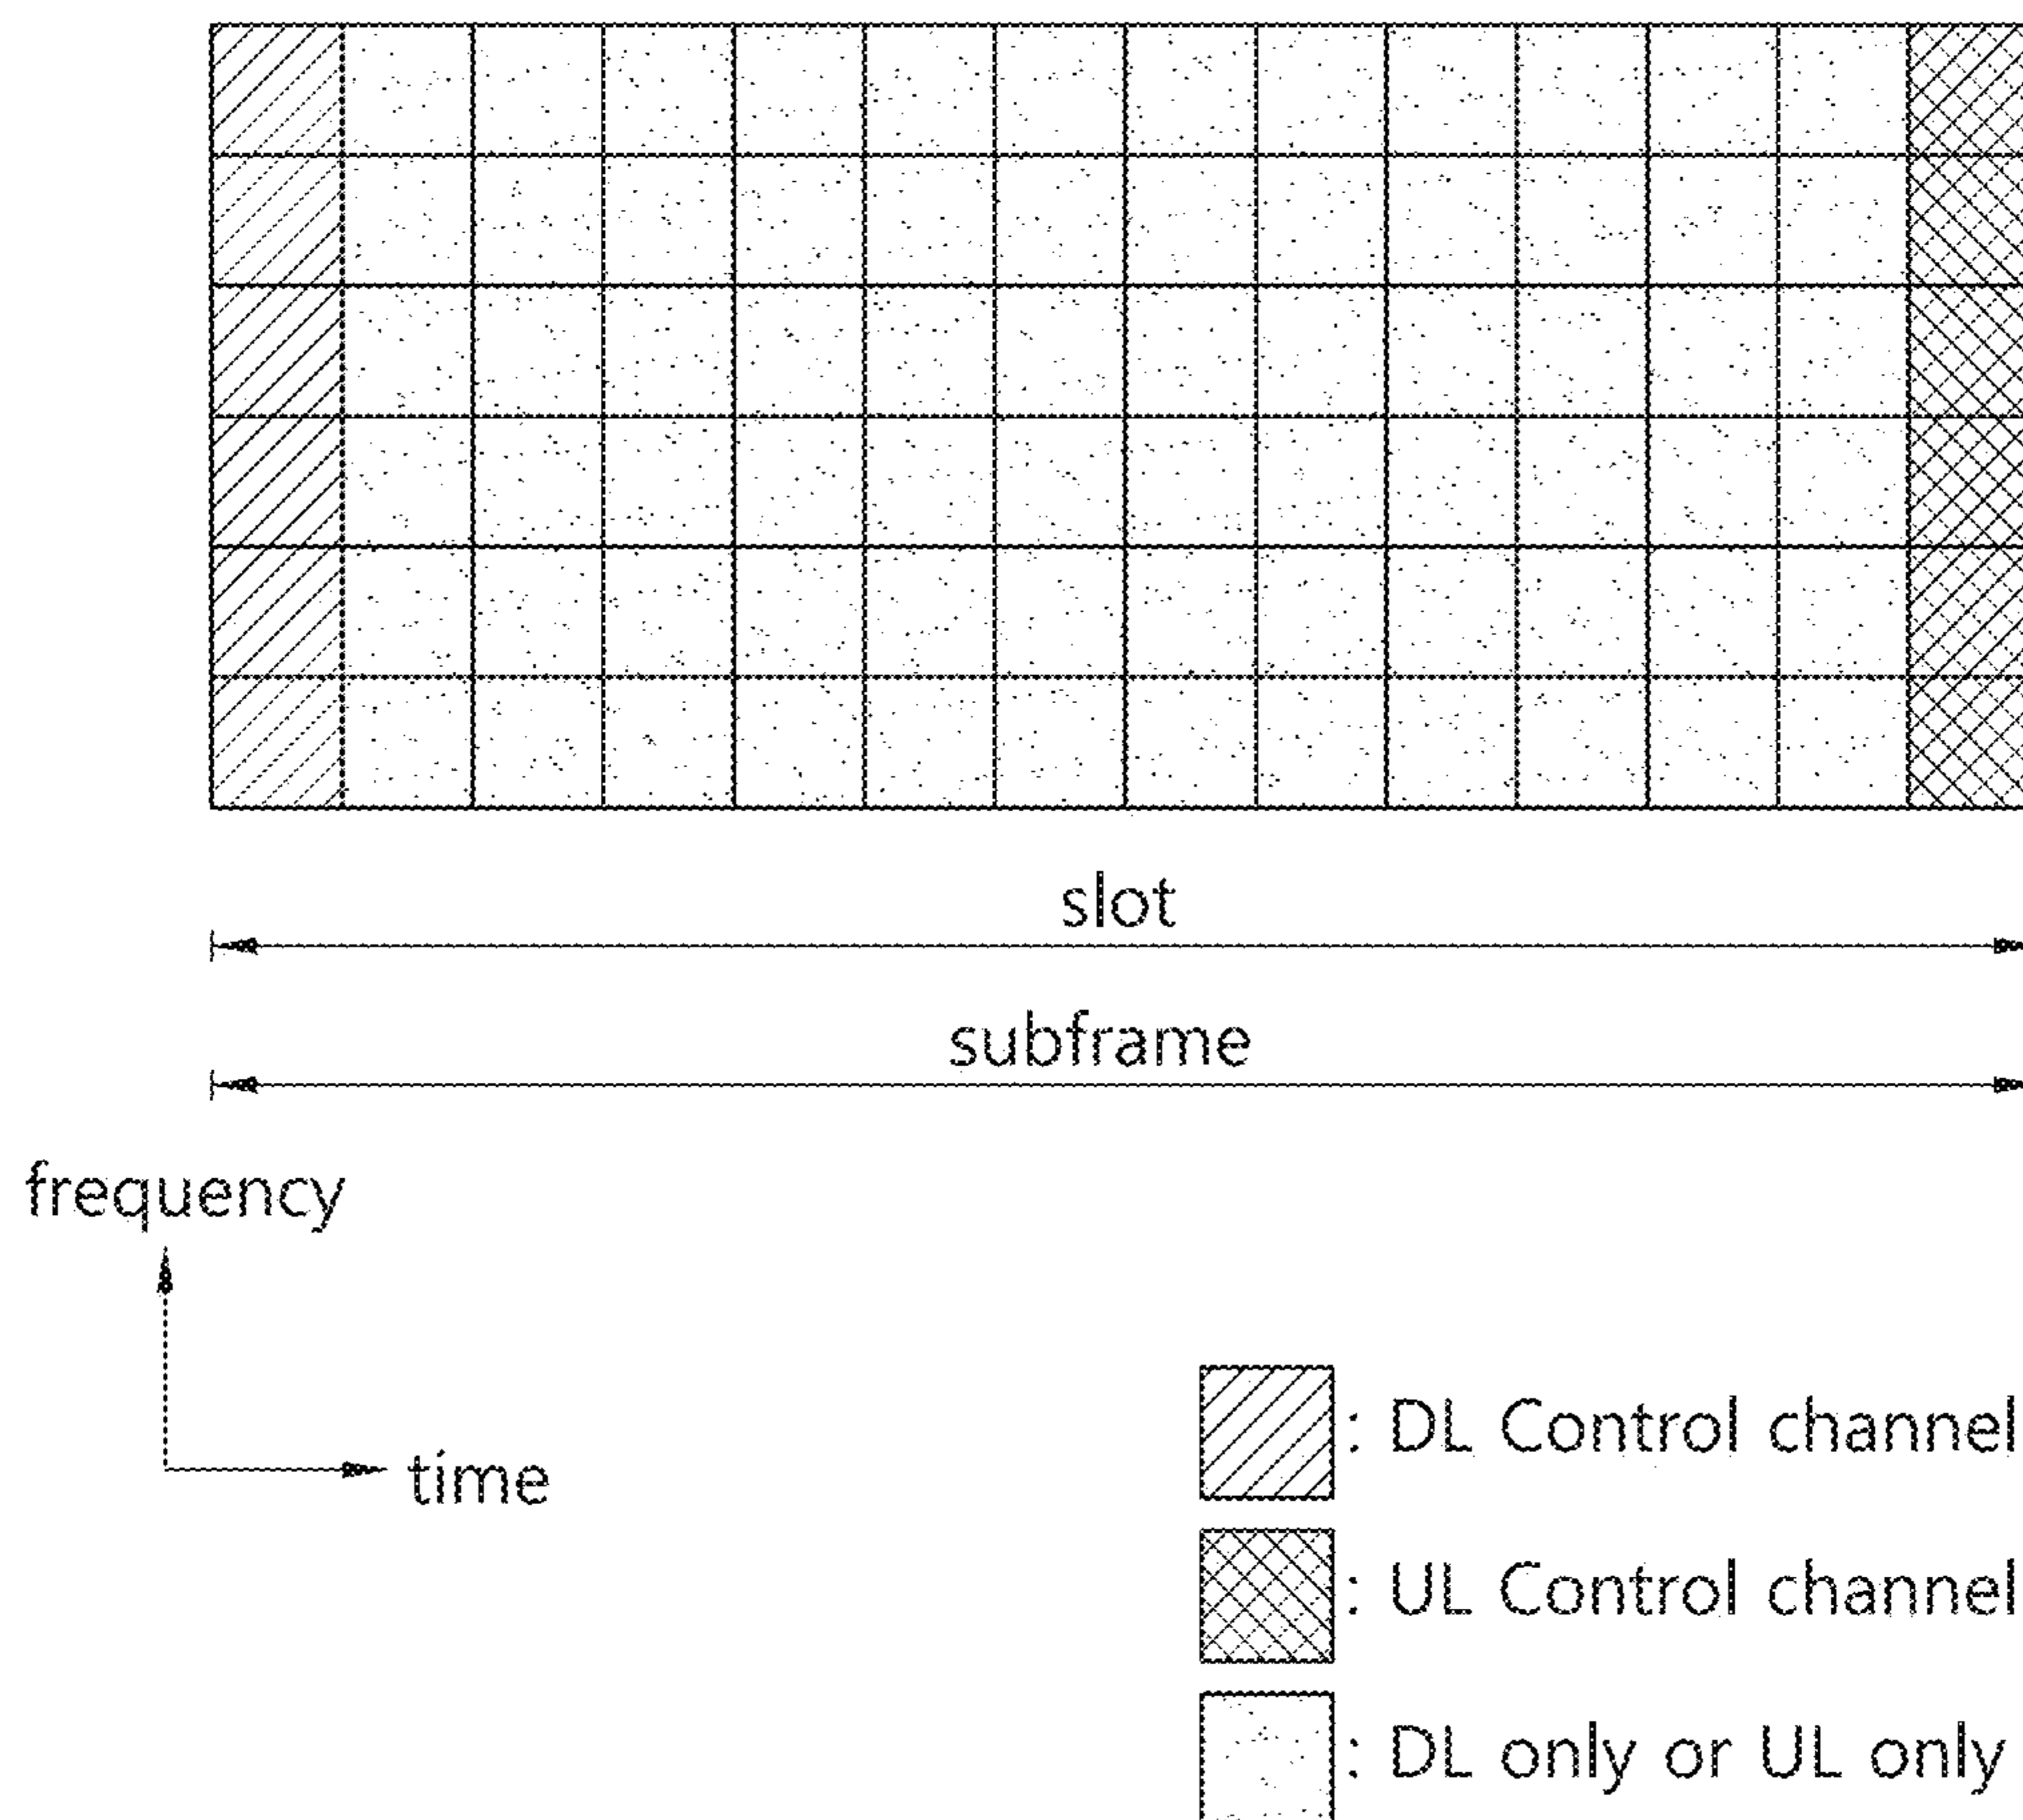 slot
subframe
frequency
time
: DL Control channel
: UL Control channel
: DL only or UL only